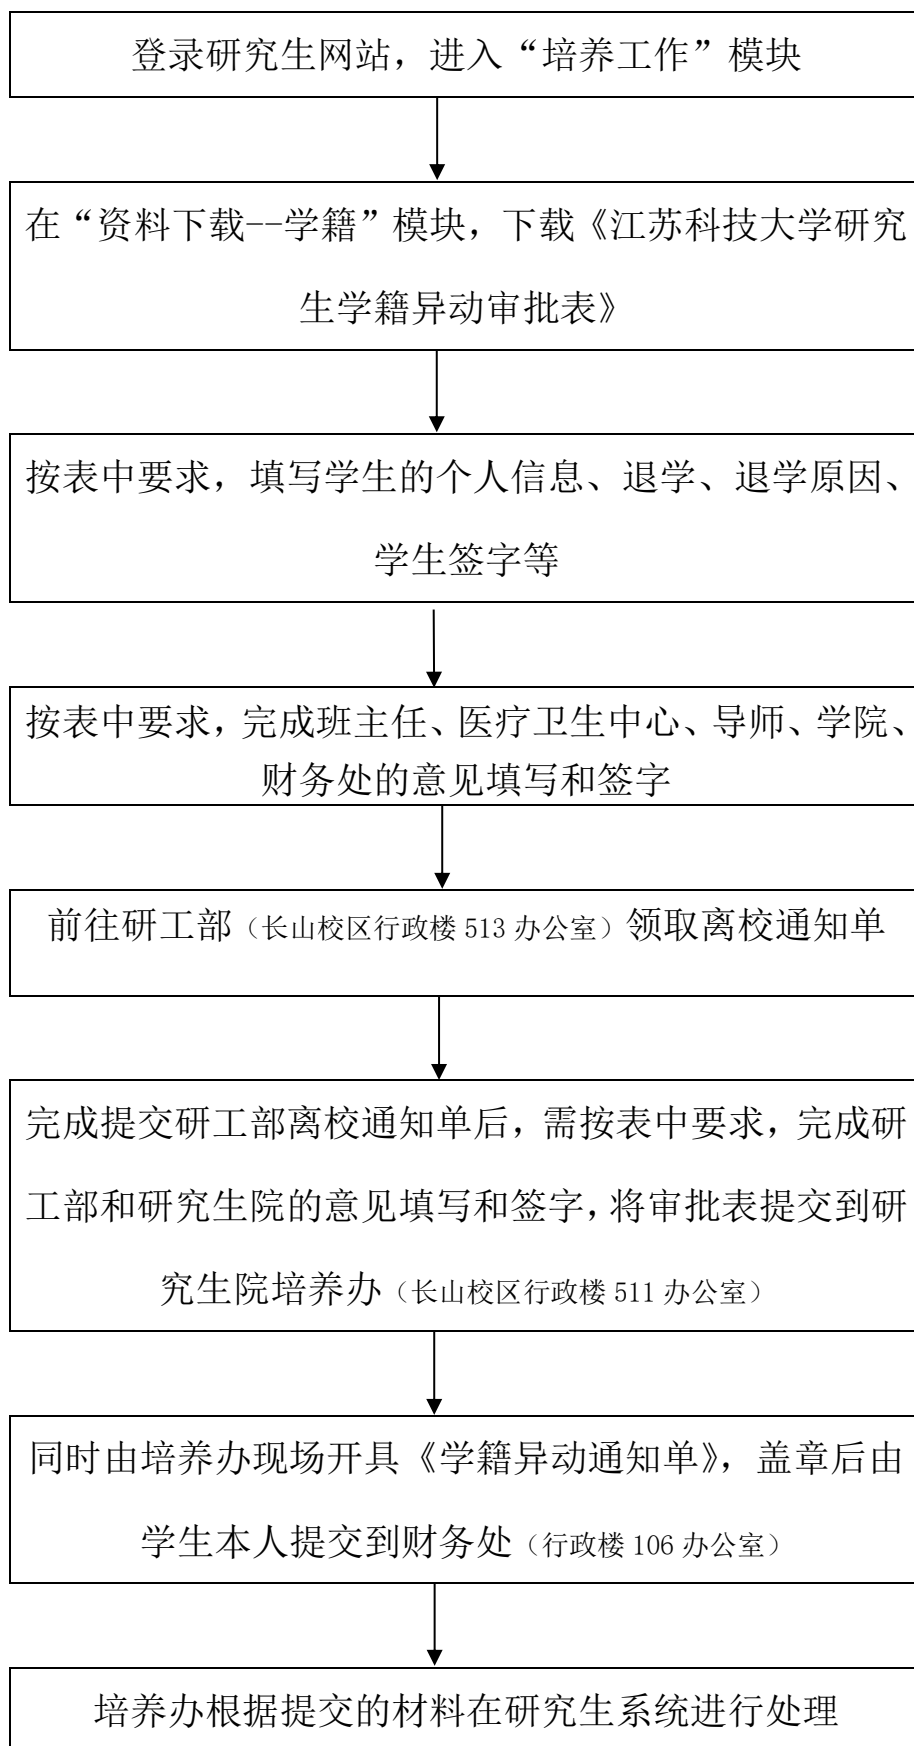 登录研究生网站，进入“培养工作”模块
在“资料下载--学籍”模块，下载《江苏科技大学研究
生学籍异动审批表》
按表中要求，填写学生的个人信息、退学、退学原因、
学生签字等
按表中要求，完成班主任、医疗卫生中心、导师、学院、
财务处的意见填写和签字
前往研工部（长山校区行政楼 513 办公室）领取离校通知单
完成提交研工部离校通知单后，需按表中要求，完成研
工部和研究生院的意见填写和签字，将审批表提交到研
究生院培养办（长山校区行政楼 511 办公室）
同时由培养办现场开具《学籍异动通知单》，盖章后由
学生本人提交到财务处（行政楼 106 办公室）
培养办根据提交的材料在研究生系统进行处理